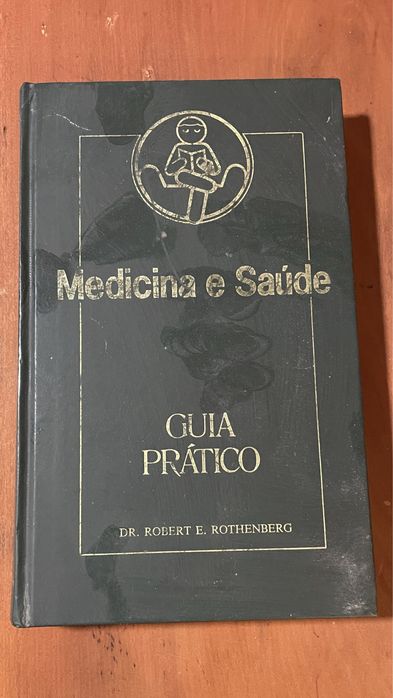 Medicina e Saúde
GUIA
PRÁTICO
DR. ROBERT E. ROTHENBERG